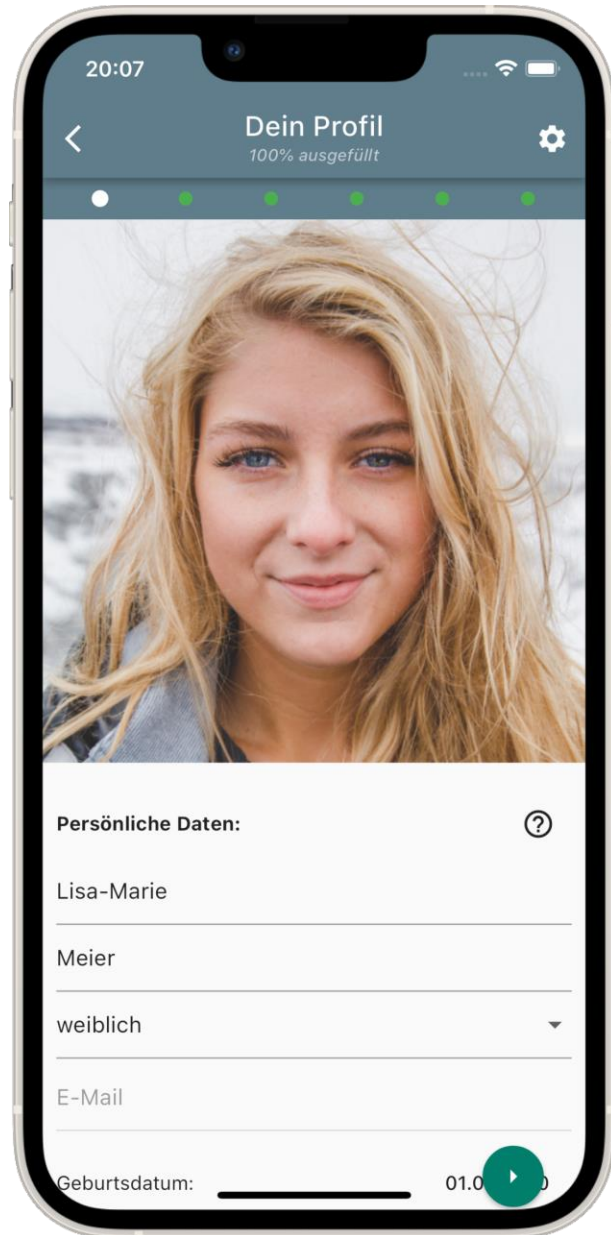 20:07
Dein Profil
100% ausgefüllt
Persönliche Daten:
Lisa-Marie
Meier
weiblich
E-Mail
Geburtsdatum: